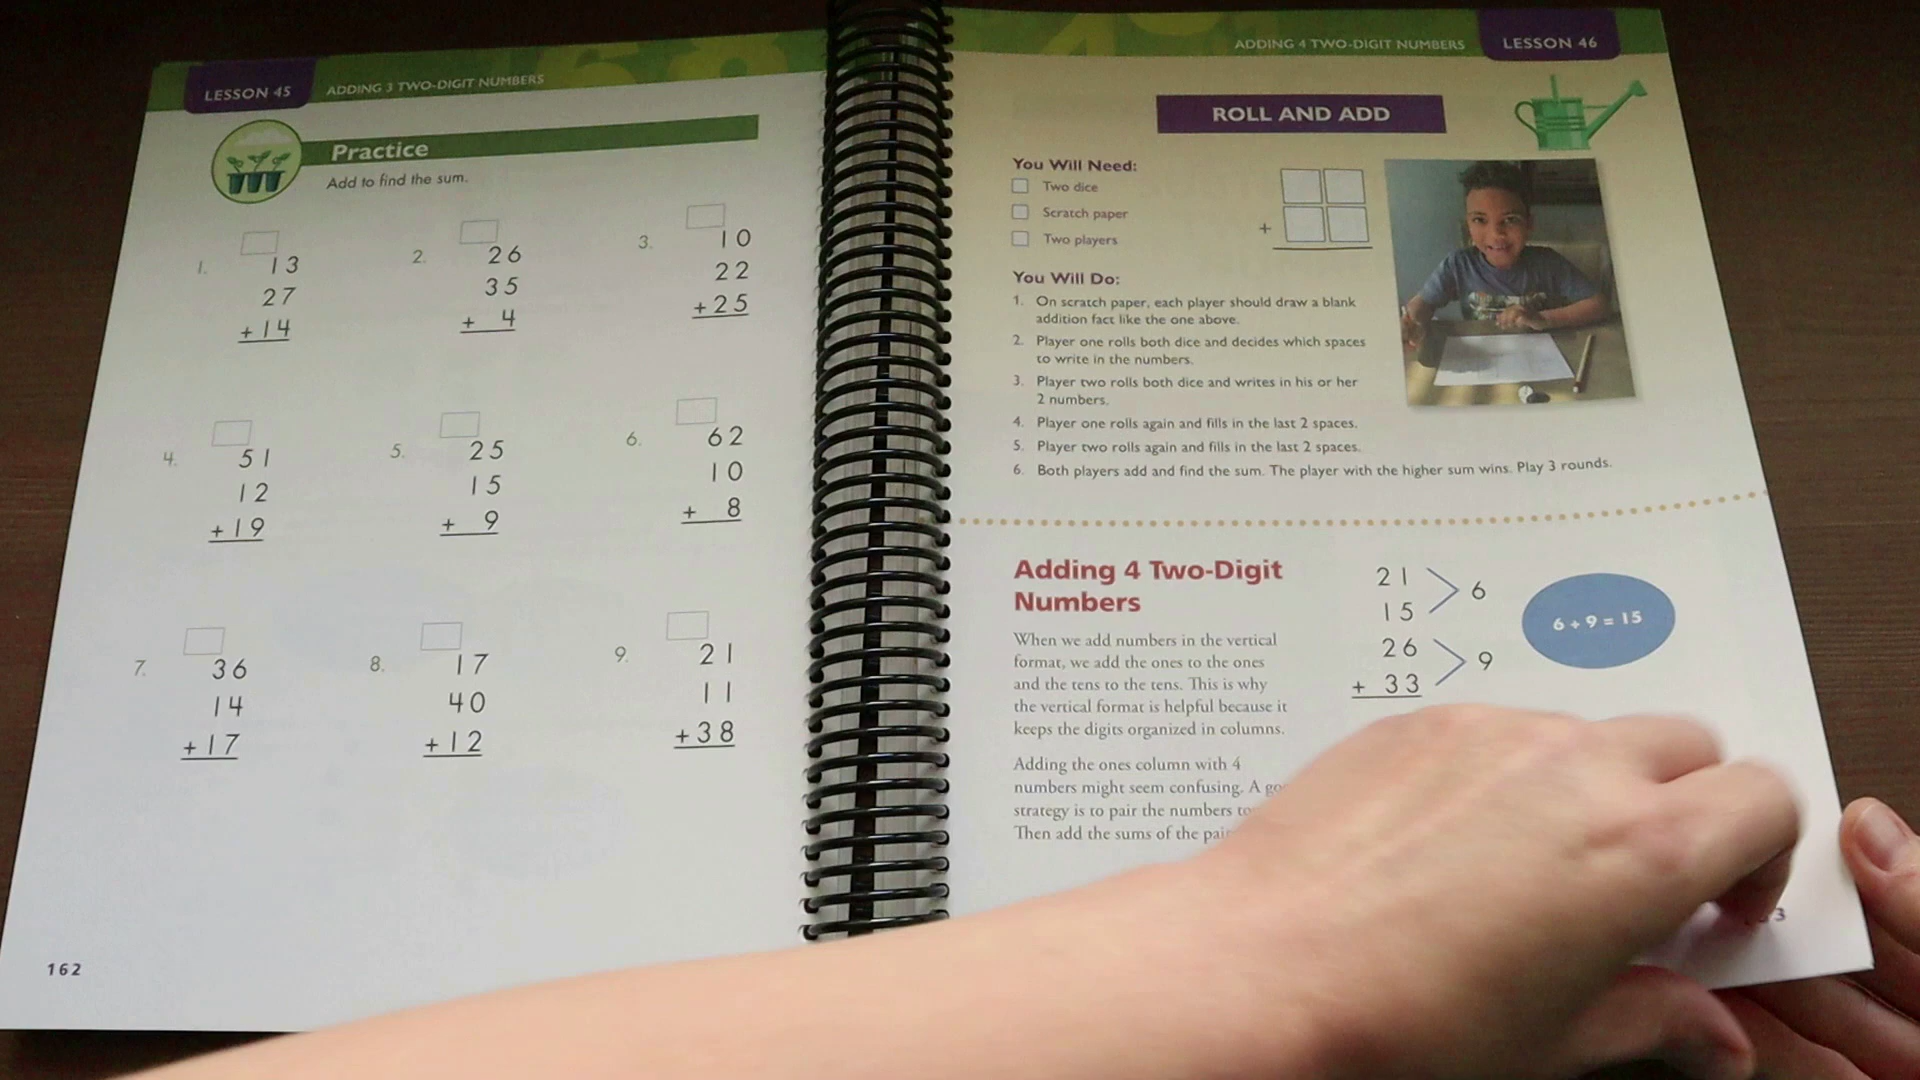 LESSON 45 ADDING 3 TWO-DIGIT NUMBERS
Practice
Add to find the sum.
1. 13
27
+14
2. 26
35
+ 4
3. 10
22
+25
4. 51
12
+19
5. 25
15
+ 9
6. 62
10
+ 8
7. 36
14
+17
8. 17
40
+12
9. 21
11
+38
162
ADDING 4 TWO-DIGIT NUMBERS LESSON 46
ROLL AND ADD
You Will Need:
Two dice
Scratch paper
Two players
+
You Will Do:
1. On scratch paper, each player should draw a blank
addition fact like the one above.
2. Player one rolls both dice and decides which spaces
to write in the numbers.
3. Player two rolls both dice and writes in his or her
2 numbers.
4. Player one rolls again and fills in the last 2 spaces.
5. Player two rolls again and fills in the last 2 spaces.
6. Both players add and find the sum. The player with the higher sum wins. Play 3 rounds.
Adding 4 Two-Digit
Numbers
When we add numbers in the vertical
format, we add the ones to the ones
and the tens to the tens. This is why
the vertical format is helpful because it
keeps the digits organized in columns.
Adding the ones column with 4
numbers might seem confusing. A
strategy is to pair the numbers
Then add the sums of the
21
15
6
26
+ 33
9
6 + 9 = 15